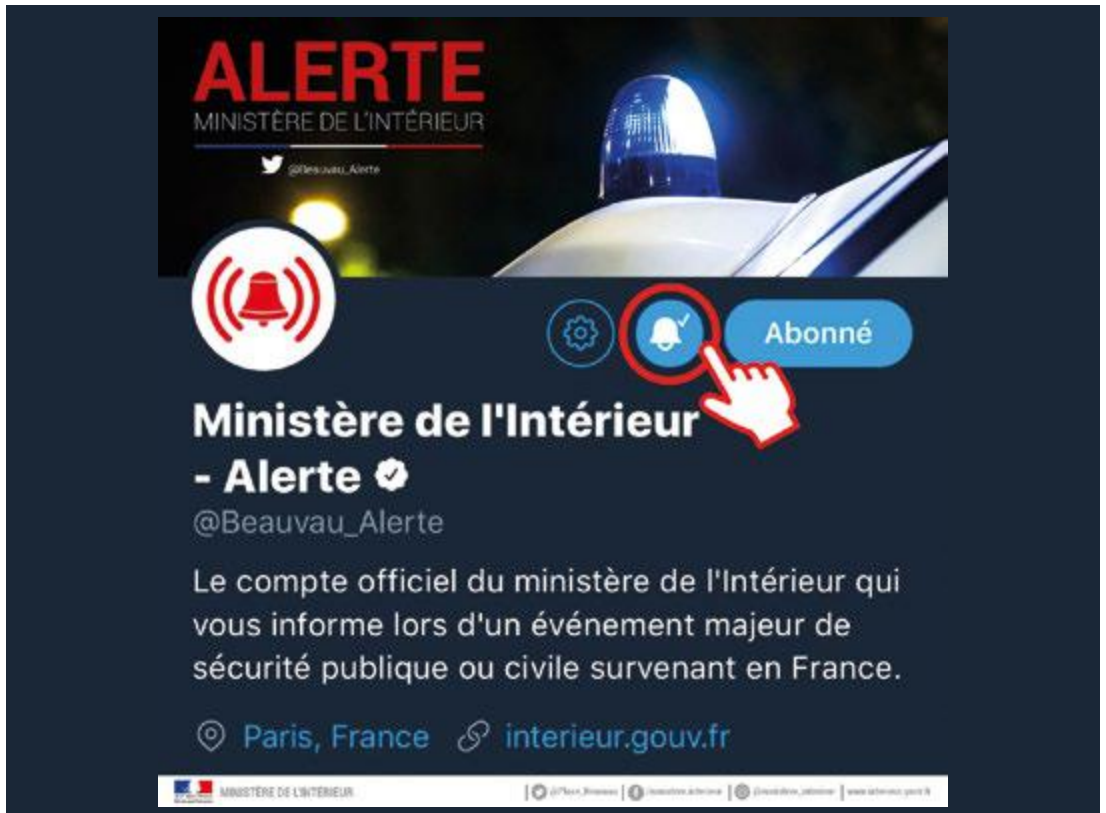 ALERTE
MINISTÈRE DE L'INTÉRIEUR
@Beauvau_Alerte
Abonné
Ministère de l'Intérieur
- Alerte
@Beauvau_Alerte
Le compte officiel du ministère de l'Intérieur qui
vous informe lors d'un événement majeur de
sécurité publique ou civile survenant en France.
Paris, France interieur.gouv.fr
MINISTÈRE DE L'INTÉRIEUR